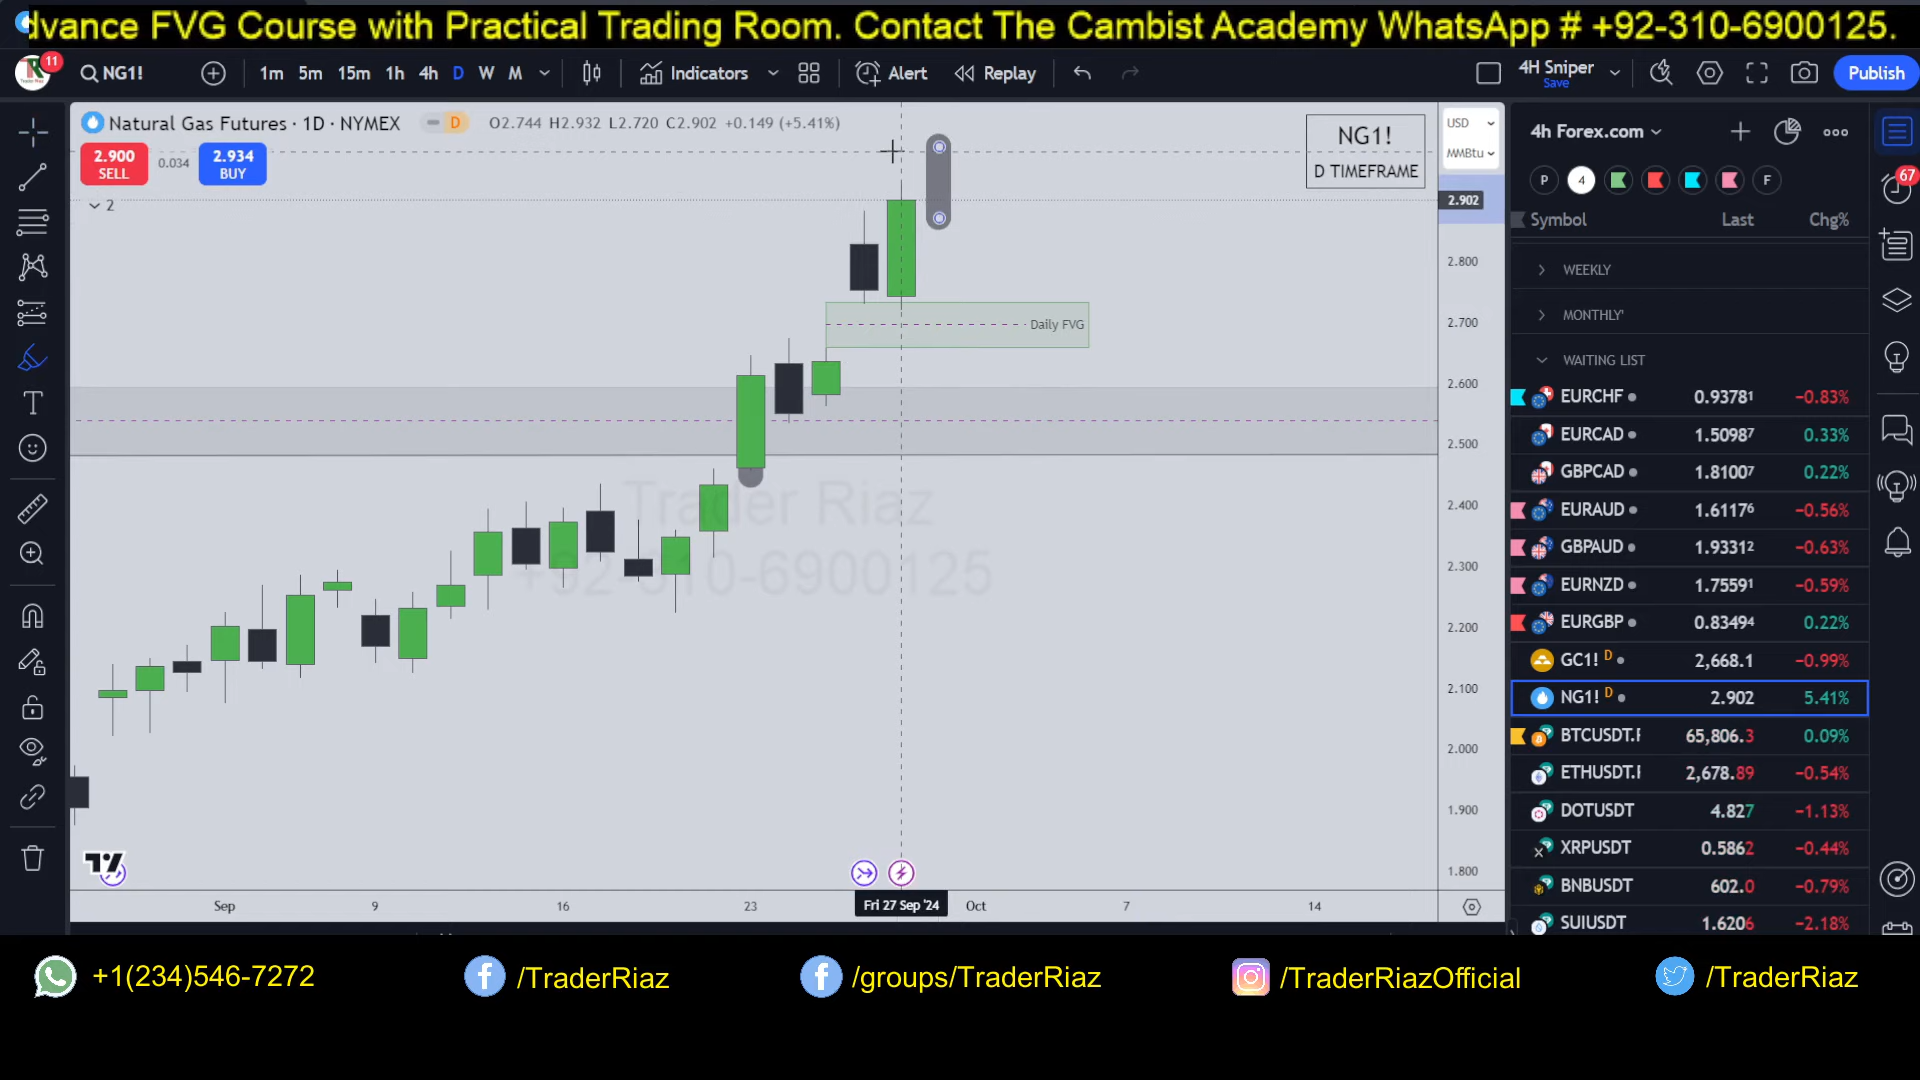 dvance FVG Course with Practical Trading Room. Contact The Cambist Academy WhatsApp # +92-310-6900125.
11
NG1!
1m 5m 15m 1h 4h D W M
Indicators
Alert
Replay
4H Sniper
Save
Publish
Natural Gas Futures · 1D · NYMEX
D
O2.744 H2.932 L2.720 C2.902 +0.149 (+5.41%)
2.900
SELL
0.034
2.934
BUY
2
NG1!
D TIMEFRAME
USD
MMBtu
2.902
2.800
2.700
2.600
2.500
2.400
2.300
2.200
2.100
2.000
1.900
1.800
Daily FVG
Trader Riaz
+92-310-6900125
Sep 9 16 23 Fri 27 Sep '24 Oct 7 14
4h Forex.com
P 4 F
67
Symbol Last Chg%
WEEKLY
MONTHLY'
WAITING LIST
EURCHF 0.93781 −0.83%
EURCAD 1.50987 0.33%
GBPCAD 1.81007 0.22%
EURAUD 1.61176 −0.56%
GBPAUD 1.93312 −0.63%
EURNZD 1.75591 −0.59%
EURGBP 0.83494 0.22%
GC1! D 2,668.1 −0.99%
NG1! D 2.902 5.41%
BTCUSDT.P 65,806.3 0.09%
ETHUSDT.P 2,678.89 −0.54%
DOTUSDT 4.827 −1.13%
XRPUSDT 0.5862 −0.44%
BNBUSDT 602.0 −0.79%
SUIUSDT 1.6206 −2.18%
+1(234)546-7272
/TraderRiaz
/groups/TraderRiaz
/TraderRiazOfficial
/TraderRiaz